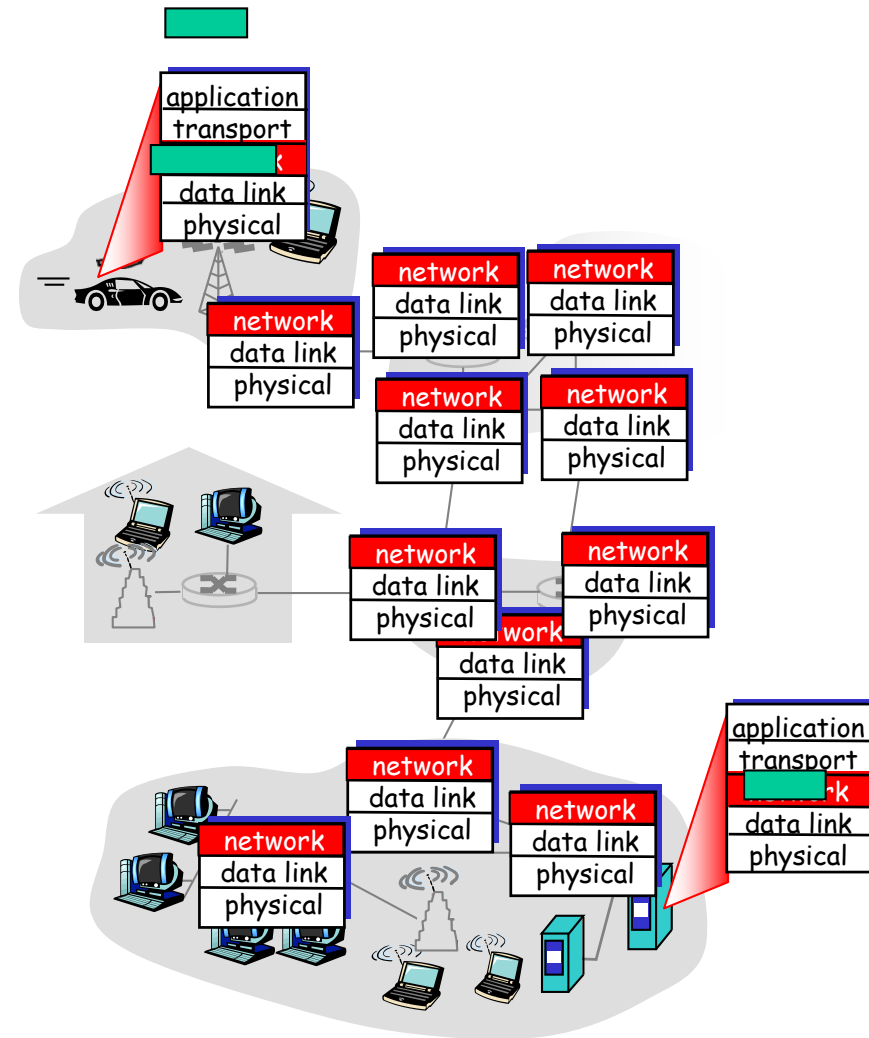 application
transport
k
data link
physical
network
data link
physical
network
data link
physical
network
data link
physical
network
data link
physical
network
data link
physical
network
data link
physical
network
data link
physical
work
data link
physical
application
transport
rk
data link
physical
network
data link
physical
network
data link
physical
network
data link
physical